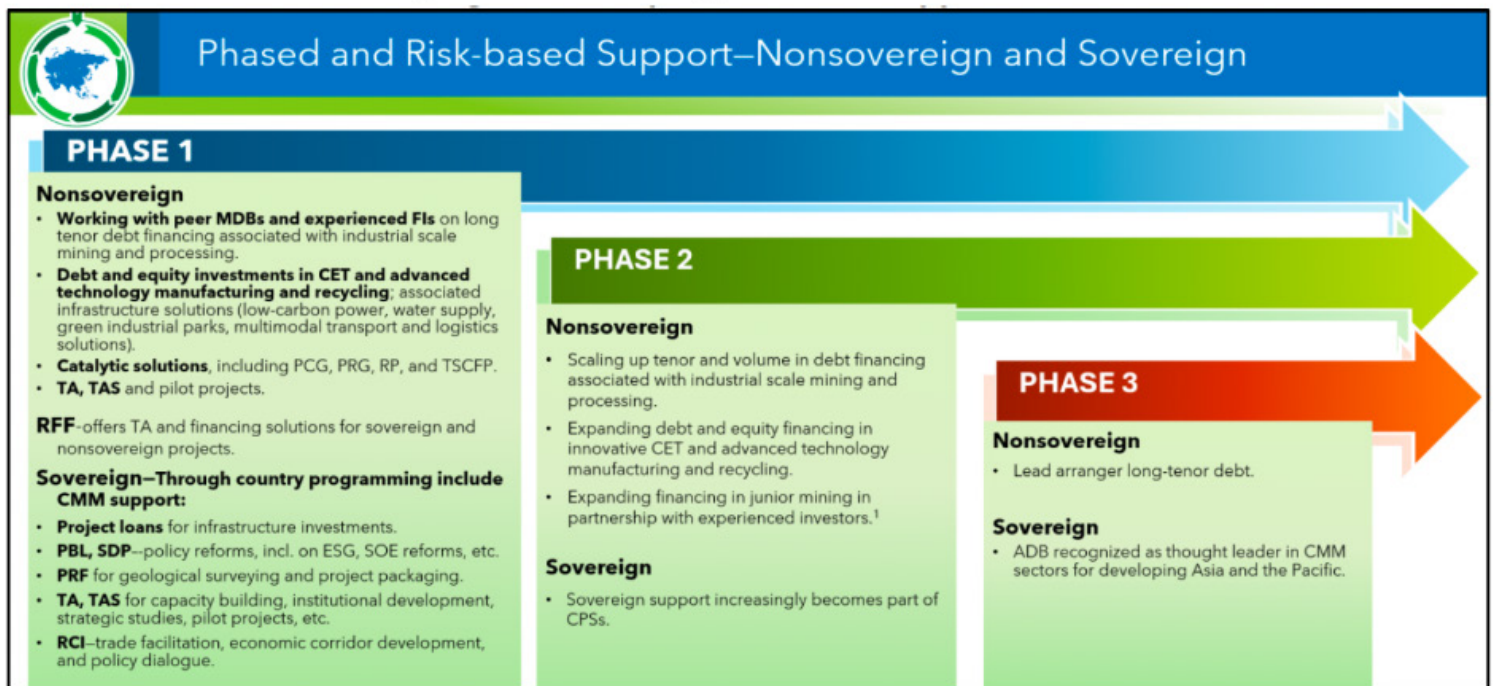 Phased and Risk-based Support–Nonsovereign and Sovereign
PHASE 1
Nonsovereign
• Working with peer MDBs and experienced FIs on long
tenor debt financing associated with industrial scale
mining and processing.
• Debt and equity investments in CET and advanced
technology manufacturing and recycling; associated
infrastructure solutions (low-carbon power, water supply,
green industrial parks, multimodal transport and logistics
solutions).
• Catalytic solutions, including PCG, PRG, RP, and TSCFP.
• TA, TAS and pilot projects.
RFF-offers TA and financing solutions for sovereign and
nonsovereign projects.
Sovereign–Through country programming include
CMM support:
• Project loans for infrastructure investments.
• PBL, SDP--policy reforms, incl. on ESG, SOE reforms, etc.
• PRF for geological surveying and project packaging.
• TA, TAS for capacity building, institutional development,
strategic studies, pilot projects, etc.
• RCI–trade facilitation, economic corridor development,
and policy dialogue.
PHASE 2
Nonsovereign
• Scaling up tenor and volume in debt financing
associated with industrial scale mining and
processing.
• Expanding debt and equity financing in
innovative CET and advanced technology
manufacturing and recycling.
• Expanding financing in junior mining in
partnership with experienced investors.¹
Sovereign
• Sovereign support increasingly becomes part of
CPSs.
PHASE 3
Nonsovereign
• Lead arranger long-tenor debt.
Sovereign
• ADB recognized as thought leader in CMM
sectors for developing Asia and the Pacific.